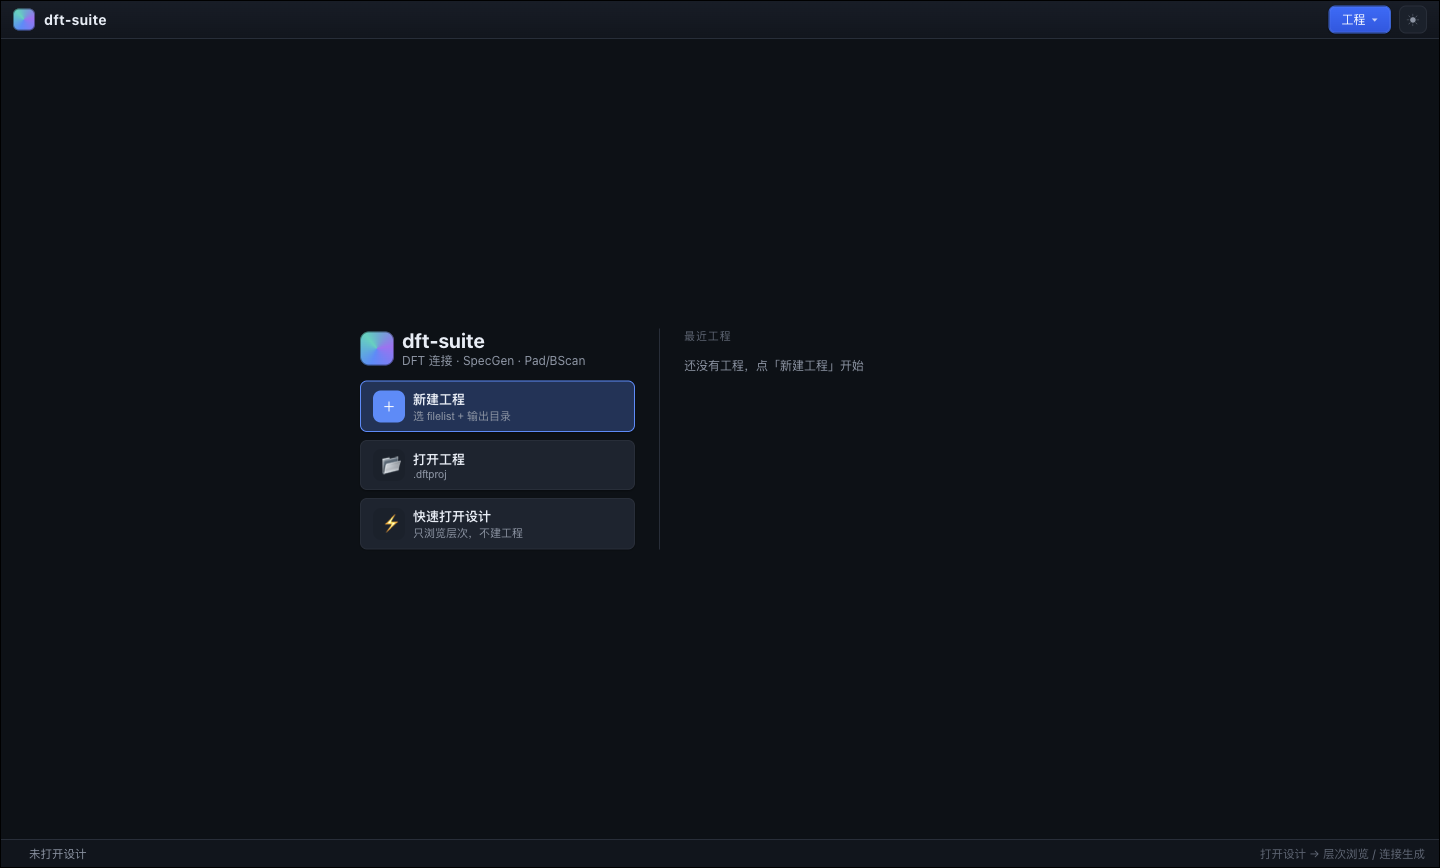 dft-suite
工程
dft-suite
DFT 连接 · SpecGen · Pad/BScan
新建工程
选 filelist + 输出目录
打开工程
.dftproj
快速打开设计
只浏览层次，不建工程
最近工程
还没有工程，点「新建工程」开始
未打开设计
打开设计 → 层次浏览 / 连接生成